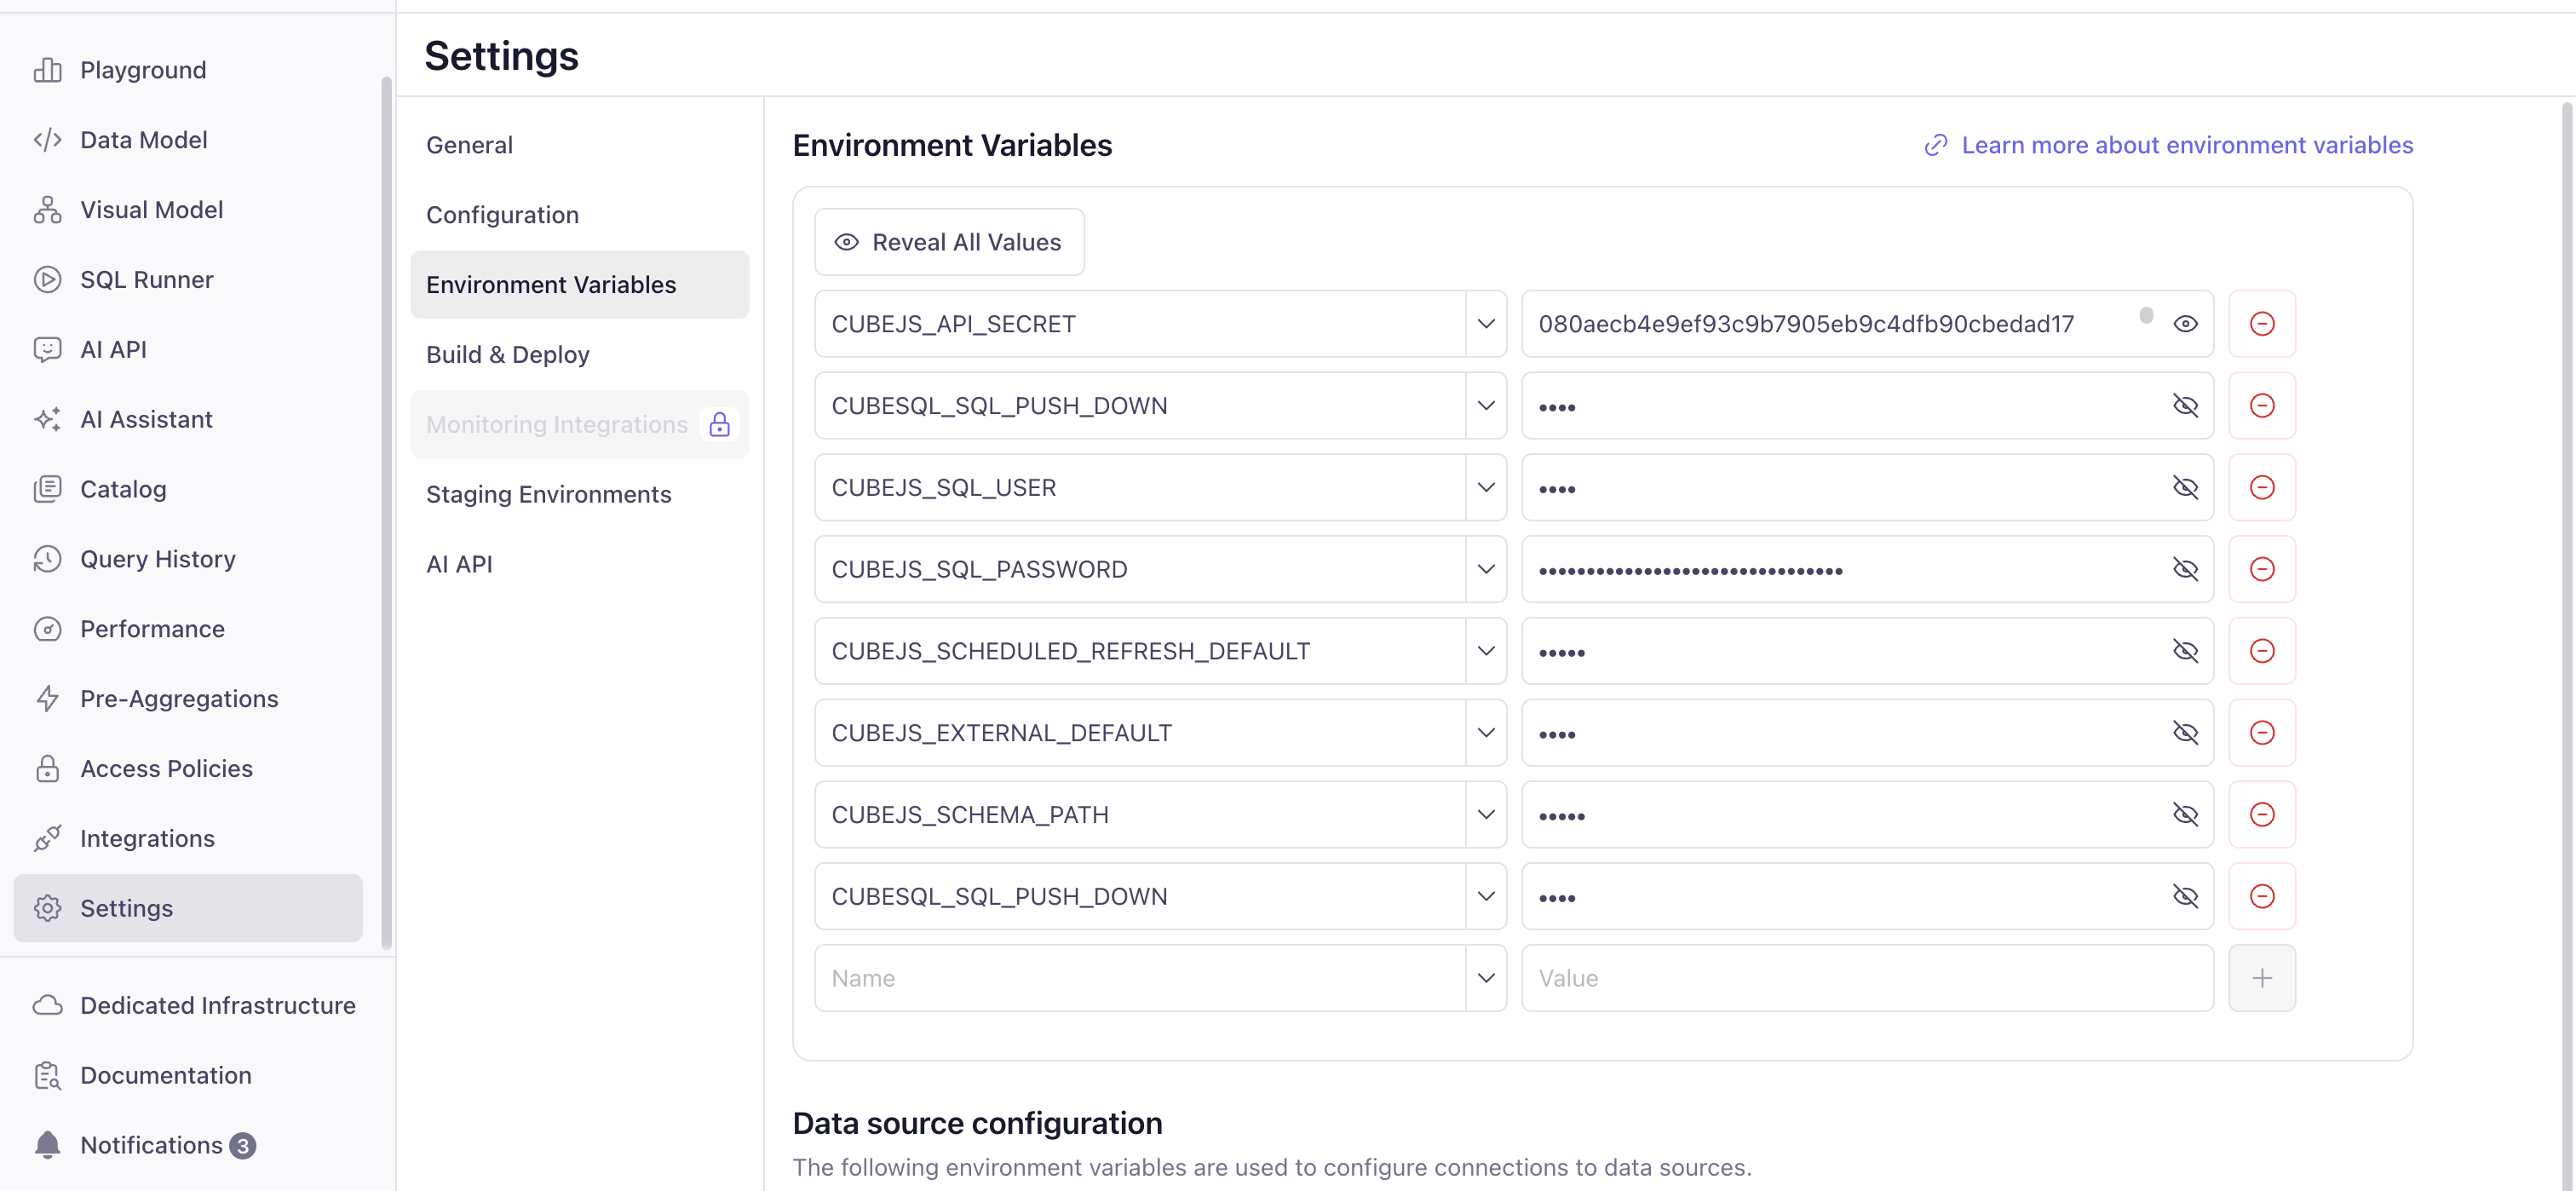 Playground
Data Model
Visual Model
SQL Runner
AI API
AI Assistant
Catalog
Query History
Performance
Pre-Aggregations
Access Policies
Integrations
Settings
Dedicated Infrastructure
Documentation
Notifications 3
Settings
General
Configuration
Environment Variables
Build & Deploy
Monitoring Integrations
Staging Environments
AI API
Environment Variables
Learn more about environment variables
Reveal All Values
CUBEJS_API_SECRET 080aecb4e9ef93c9b7905eb9c4dfb90cbedad17
CUBESQL_SQL_PUSH_DOWN ••••
CUBEJS_SQL_USER ••••
CUBEJS_SQL_PASSWORD ••••••••••••••••••••••••••••••••
CUBEJS_SCHEDULED_REFRESH_DEFAULT •••••
CUBEJS_EXTERNAL_DEFAULT ••••
CUBEJS_SCHEMA_PATH •••••
CUBESQL_SQL_PUSH_DOWN ••••
Name Value
Data source configuration
The following environment variables are used to configure connections to data sources.